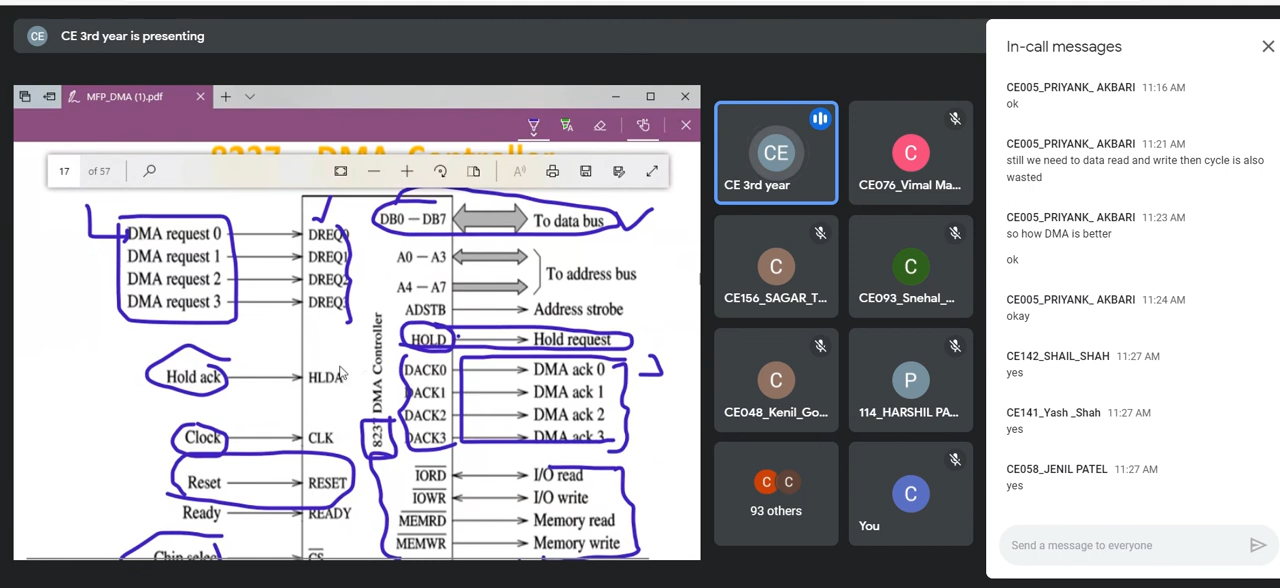 CE CE 3rd year is presenting
MFP_DMA (1).pdf
8237 - DMA Controller
17 of 57
DMA request 0
DMA request 1
DMA request 2
DMA request 3
Hold ack
Clock
Reset
Ready
Chip selec
DREQ0
DREQ1
DREQ2
DREQ3
HLDA
CLK
RESET
READY
CS
8237 DMA Controller
DB0 — DB7
A0 — A3
A4 — A7
ADSTB
HOLD
DACK0
DACK1
DACK2
DACK3
IORD
IOWR
MEMRD
MEMWR
To data bus
To address bus
Address strobe
Hold request
DMA ack 0
DMA ack 1
DMA ack 2
DMA ack 3
I/O read
I/O write
Memory read
Memory write
CE
CE 3rd year
C
CE076_Vimal Ma...
C
CE156_SAGAR_T...
C
CE093_Snehal_...
C
CE048_Kenil_Go...
P
114_HARSHIL PA...
C C
93 others
C
You
In-call messages
CE005_PRIYANK_ AKBARI 11:16 AM
ok
CE005_PRIYANK_ AKBARI 11:21 AM
still we need to data read and write then cycle is also
wasted
CE005_PRIYANK_ AKBARI 11:23 AM
so how DMA is better
ok
CE005_PRIYANK_ AKBARI 11:24 AM
okay
CE142_SHAIL_SHAH 11:27 AM
yes
CE141_Yash _Shah 11:27 AM
yes
CE058_JENIL PATEL 11:27 AM
yes
Send a message to everyone